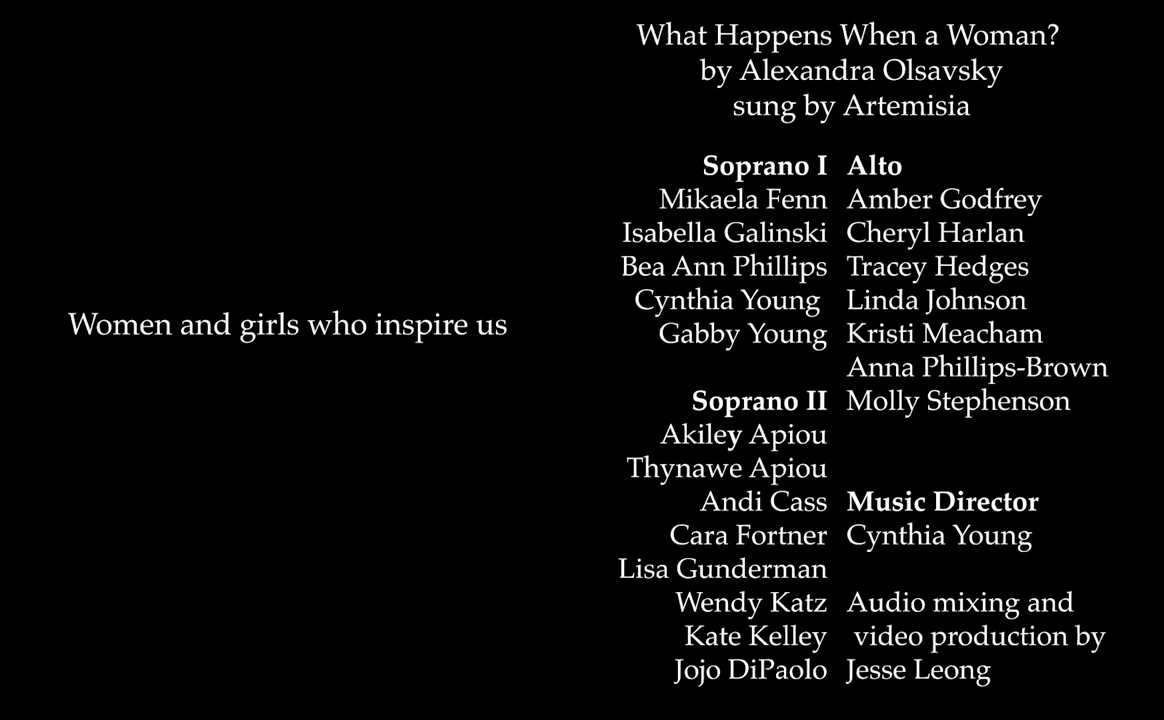 Women and girls who inspire us
What Happens When a Woman?
by Alexandra Olsavsky
sung by Artemisia
Soprano I
Mikaela Fenn
Isabella Galinski
Bea Ann Phillips
Cynthia Young
Gabby Young
Soprano II
Akiley Apiou
Thynawe Apiou
Andi Cass
Cara Fortner
Lisa Gunderman
Wendy Katz
Kate Kelley
Jojo DiPaolo
Alto
Amber Godfrey
Cheryl Harlan
Tracey Hedges
Linda Johnson
Kristi Meacham
Anna Phillips-Brown
Molly Stephenson
Music Director
Cynthia Young
Audio mixing and
video production by
Jesse Leong